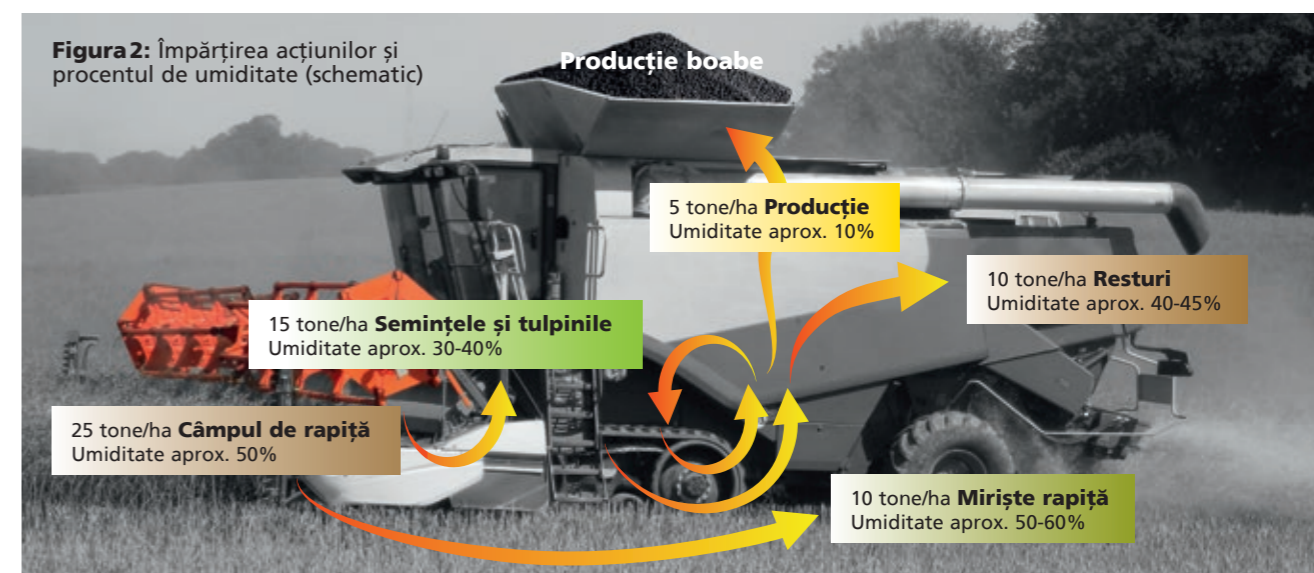 Figura 2: Împărțirea acțiunilor și
procentul de umiditate (schematic)
Producție boabe
5 tone/ha Producție
Umiditate aprox. 10%
10 tone/ha Resturi
Umiditate aprox. 40-45%
15 tone/ha Semințele și tulpinile
Umiditate aprox. 30-40%
25 tone/ha Câmpul de rapiță
Umiditate aprox. 50%
10 tone/ha Miriște rapiță
Umiditate aprox. 50-60%